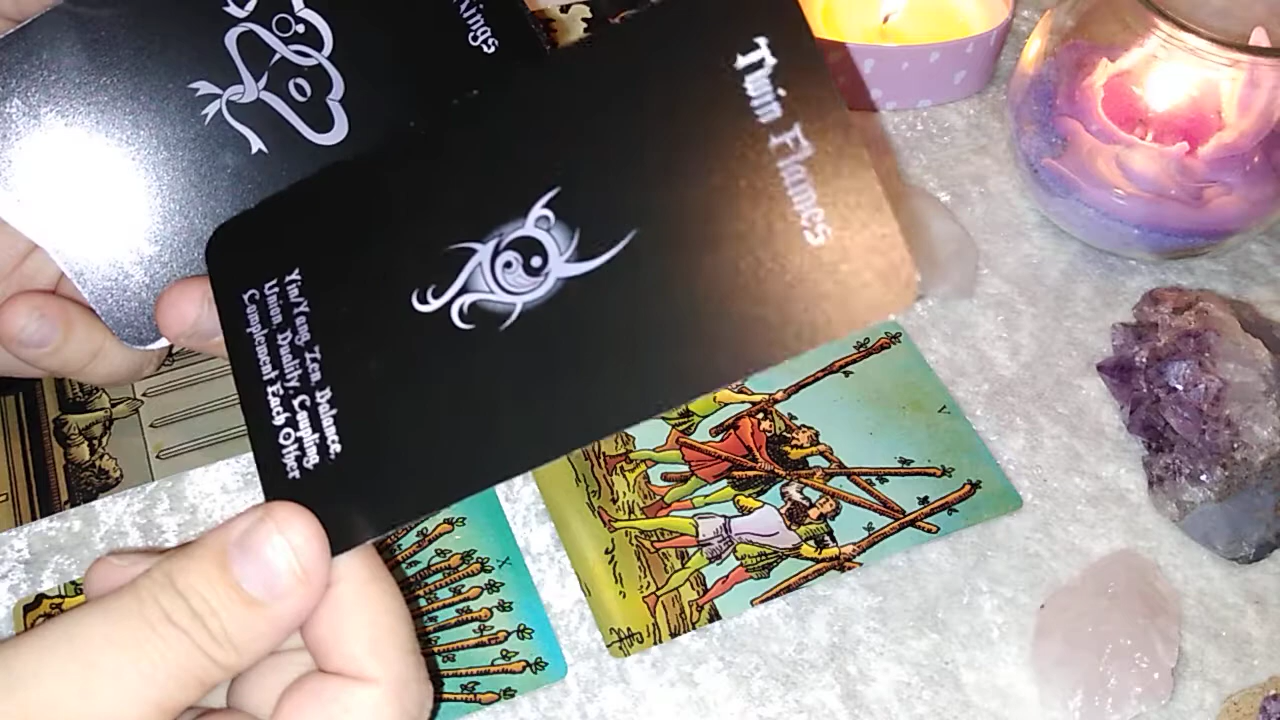 Twin Flames
Yin/Yang, Zen, Balance,
Union, Duality, Coupling,
Complement Each Other
V
X